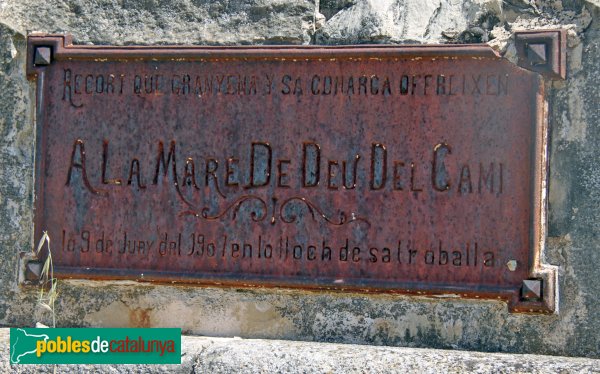 RECORT QUE GRANYENA Y SA COMARCA OFFREIXEN
A LA MARE DE DEU DEL CAMI
lo 9 de Juny del 1907 en lo lloch de sa troballa
poblesdecatalunya